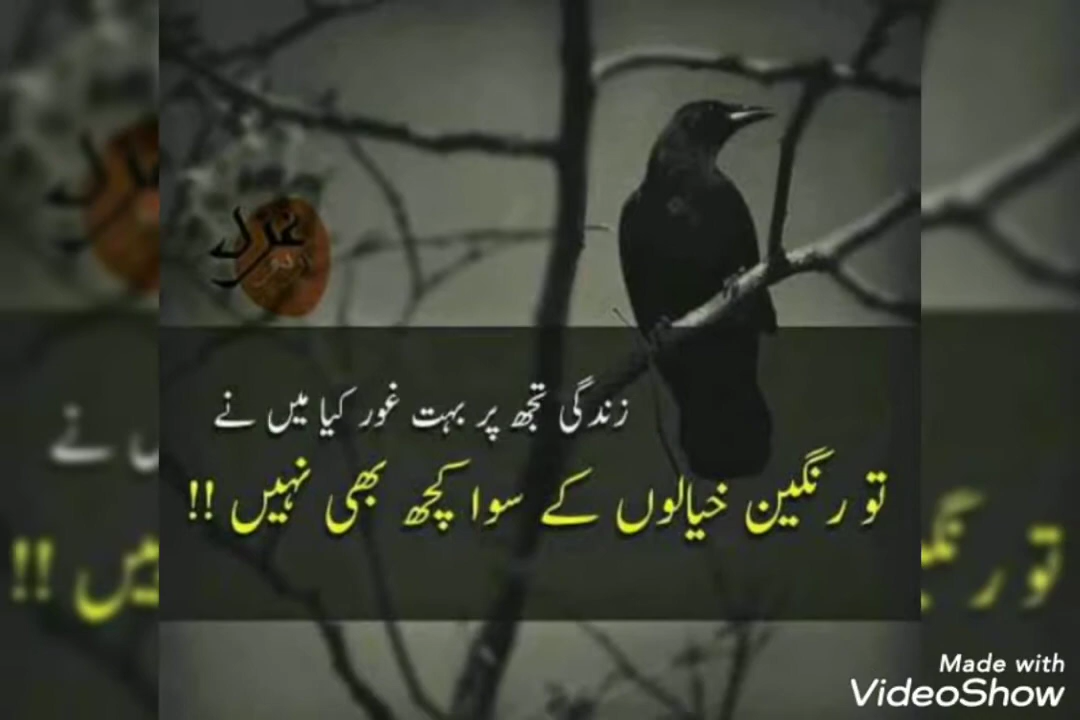 غزل
زندگی تجھ پر بہت غور کیا میں نے
تو رنگین خیالوں کے سوا کچھ بھی نہیں !!
Made with
VideoShow